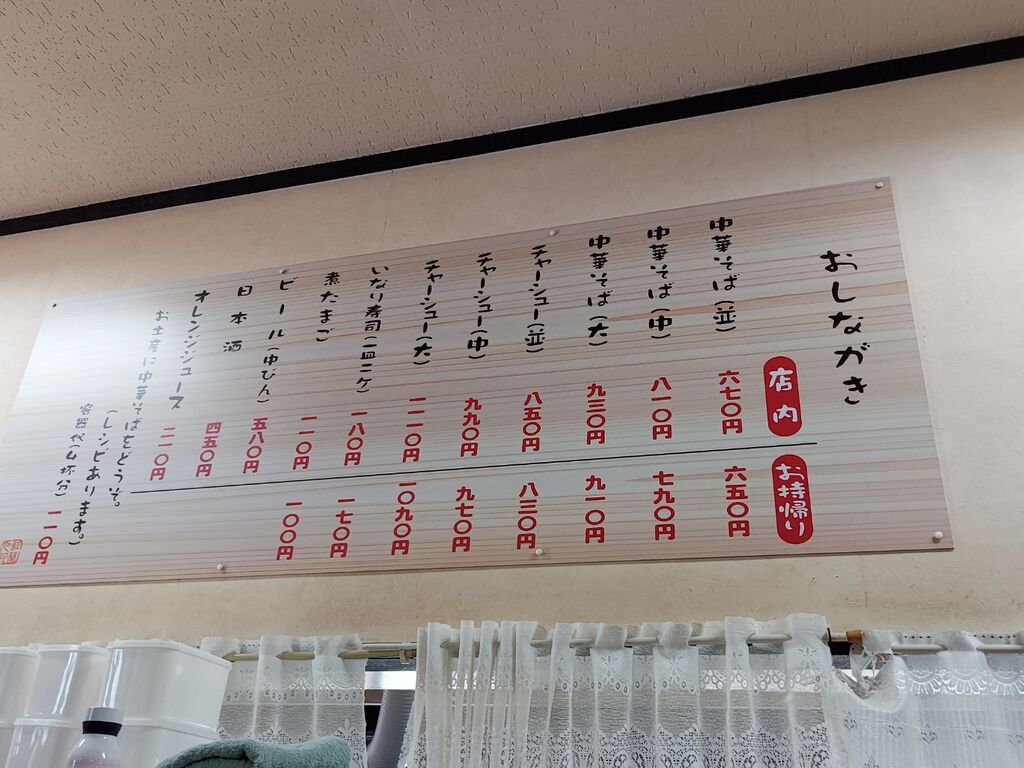 おしながき
店内
お持帰り
中華そば(並) 六七〇円 六五〇円
中華そば(中) 八一〇円 七九〇円
中華そば(大) 九三〇円 九一〇円
チャーシュー(並) 八五〇円 八三〇円
チャーシュー(中) 九九〇円 九七〇円
チャーシュー(大) 一一一〇円 一〇九〇円
いなり寿司(一皿二ケ) 一八〇円 一七〇円
煮たまご 一一〇円 一〇〇円
ビール(中びん) 五八〇円
日本酒 四五〇円
オレンジジュース 二一〇円
お土産に中華そばをどうぞ。
(レシピあります。)
容器代(4杯分) 一一〇円